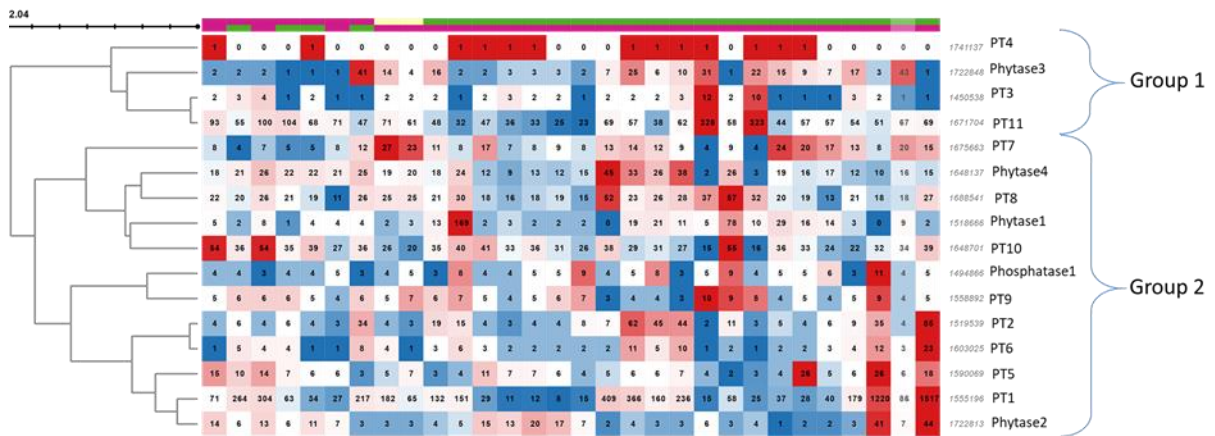 2.04
1 0 0 0 1 0 0 0 0 0 1 1 1 1 0 0 0 1 1 1 1 0 1 1 1 0 0 0 0 0 1741137 PT4
2 2 2 1 1 1 41 14 4 16 2 2 3 3 3 2 7 25 6 10 31 1 22 15 9 7 17 3 43 1 1722848 Phytase3
Group 1
2 3 4 1 2 1 1 2 2 2 1 2 3 2 2 1 2 2 2 3 12 2 10 1 1 1 3 2 1 1 1450538 PT3
93 55 100 104 68 71 47 71 61 48 32 47 36 33 25 23 69 57 38 62 328 58 323 44 57 57 54 51 67 69 1671704 PT11
8 4 7 5 5 8 12 27 23 11 8 17 7 8 9 8 13 14 12 9 4 9 4 24 20 17 13 8 20 15 1675663 PT7
18 21 26 22 22 21 25 19 20 18 24 12 9 13 12 15 45 33 26 38 2 26 3 19 16 17 12 10 16 15 1648137 Phytase4
22 20 26 21 19 11 26 25 25 21 30 18 16 18 19 15 52 23 26 28 37 57 32 20 19 13 21 18 18 27 1688541 PT8
5 2 8 1 4 4 4 2 3 13 169 2 3 2 2 2 0 19 21 11 5 78 10 29 16 14 3 0 9 2 1518666 Phytase1
54 36 54 35 39 27 36 26 20 35 40 41 33 36 31 26 38 29 31 27 15 55 16 36 33 24 22 32 34 39 1648701 PT10
4 4 3 4 4 5 3 4 5 3 8 4 4 5 5 9 4 5 8 3 5 9 4 5 5 6 3 11 4 5 1494866 Phosphatase1
Group 2
5 6 6 6 5 4 6 5 7 6 7 5 4 5 6 7 3 4 4 3 18 9 8 4 5 4 5 9 4 5 1558892 PT9
4 6 4 6 4 3 34 4 3 19 15 4 3 4 4 8 7 62 45 44 2 11 3 5 4 6 9 35 4 85 1519539 PT2
1 5 4 4 1 1 8 4 1 3 6 3 2 2 2 2 2 11 5 10 1 2 1 2 2 3 4 12 3 23 1603025 PT6
15 10 14 7 6 6 3 5 7 3 4 11 7 7 6 4 6 6 7 5 4 2 3 4 26 5 6 26 6 18 1590069 PT5
71 264 304 63 34 27 217 182 65 132 151 29 11 12 8 15 409 366 160 236 15 58 25 37 28 40 179 1220 86 1517 1555196 PT1
14 6 13 6 11 7 3 3 3 4 5 15 13 20 17 7 2 4 3 3 6 3 4 1 2 2 3 41 7 44 1722813 Phytase2